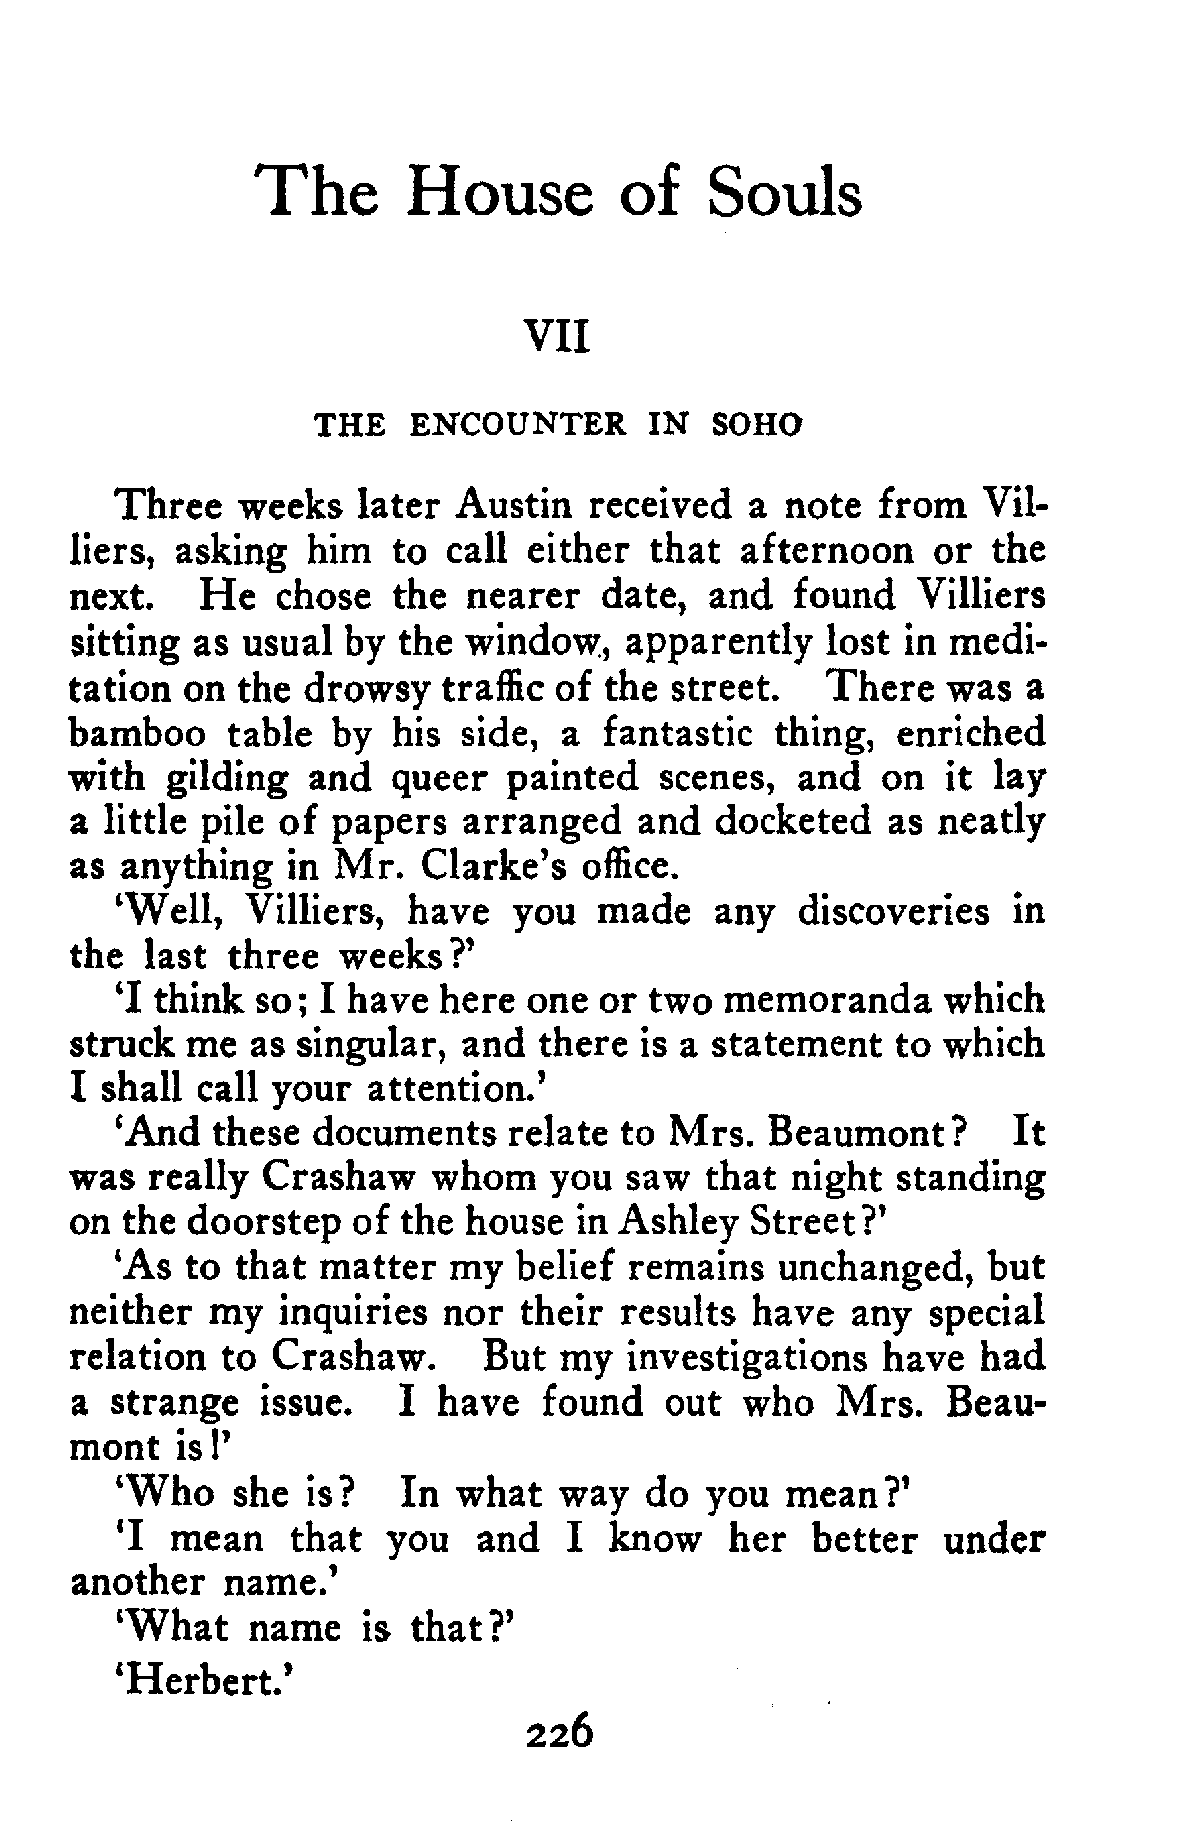 The House of Souls
VII
THE ENCOUNTER IN SOHO
Three weeks later Austin received a note from Vil-
liers, asking him to call either that afternoon or the
next. He chose the nearer date, and found Villiers
sitting as usual by the window, apparently lost in medi-
tation on the drowsy traffic of the street. There was a
bamboo table by his side, a fantastic thing, enriched
with gilding and queer painted scenes, and on it lay
a little pile of papers arranged and docketed as neatly
as anything in Mr. Clarke's office.
‘Well, Villiers, have you made any discoveries in
the last three weeks?’
‘I think so; I have here one or two memoranda which
struck me as singular, and there is a statement to which
I shall call your attention.’
‘And these documents relate to Mrs. Beaumont? It
was really Crashaw whom you saw that night standing
on the doorstep of the house in Ashley Street?’
‘As to that matter my belief remains unchanged, but
neither my inquiries nor their results have any special
relation to Crashaw. But my investigations have had
a strange issue. I have found out who Mrs. Beau-
mont is!’
‘Who she is? In what way do you mean?’
‘I mean that you and I know her better under
another name.’
‘What name is that?’
‘Herbert.’
226